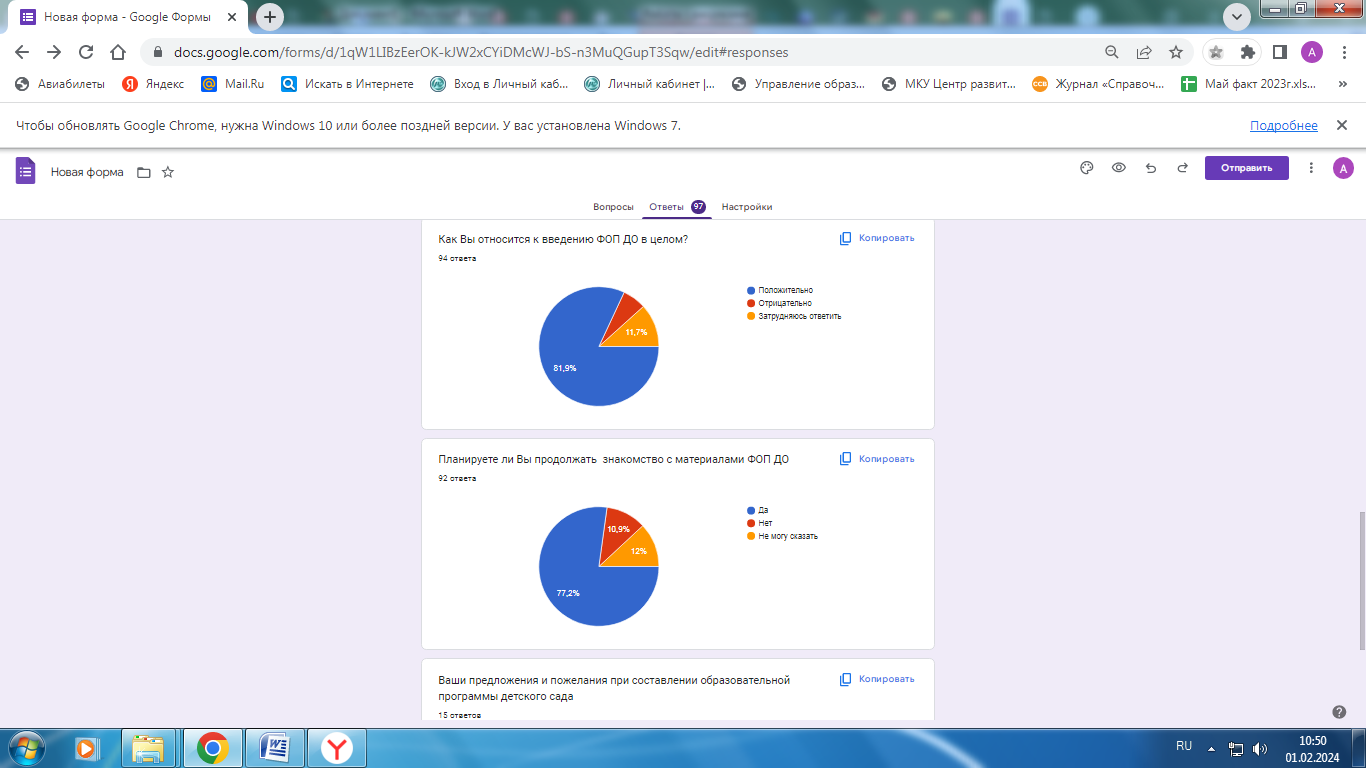 Новая форма - Google Формы
docs.google.com/forms/d/1qW1LIBzEerOK-kJW2xCYiDMcWJ-bS-n3MuQGupT3Sqw/edit#responses
A
Авиабилеты
Яндекс
Mail.Ru
Искать в Интернете
Вход в Личный каб...
Личный кабинет |...
Управление образ...
МКУ Центр развит...
Журнал «Справоч...
Май факт 2023г.xls...
Чтобы обновлять Google Chrome, нужна Windows 10 или более поздней версии. У вас установлена Windows 7.
Подробнее
Новая форма
Отправить
A
Вопросы
Ответы 97
Настройки
Как Вы относится к введению ФОП ДО в целом?
Копировать
94 ответа
Положительно
Отрицательно
Затрудняюсь ответить
11,7%
81,9%
Планируете ли Вы продолжать знакомство с материалами ФОП ДО
Копировать
92 ответа
Да
Нет
Не могу сказать
10,9%
12%
77,2%
Ваши предложения и пожелания при составлении образовательной
программы детского сада
Копировать
15 ответов
RU
10:50
01.02.2024